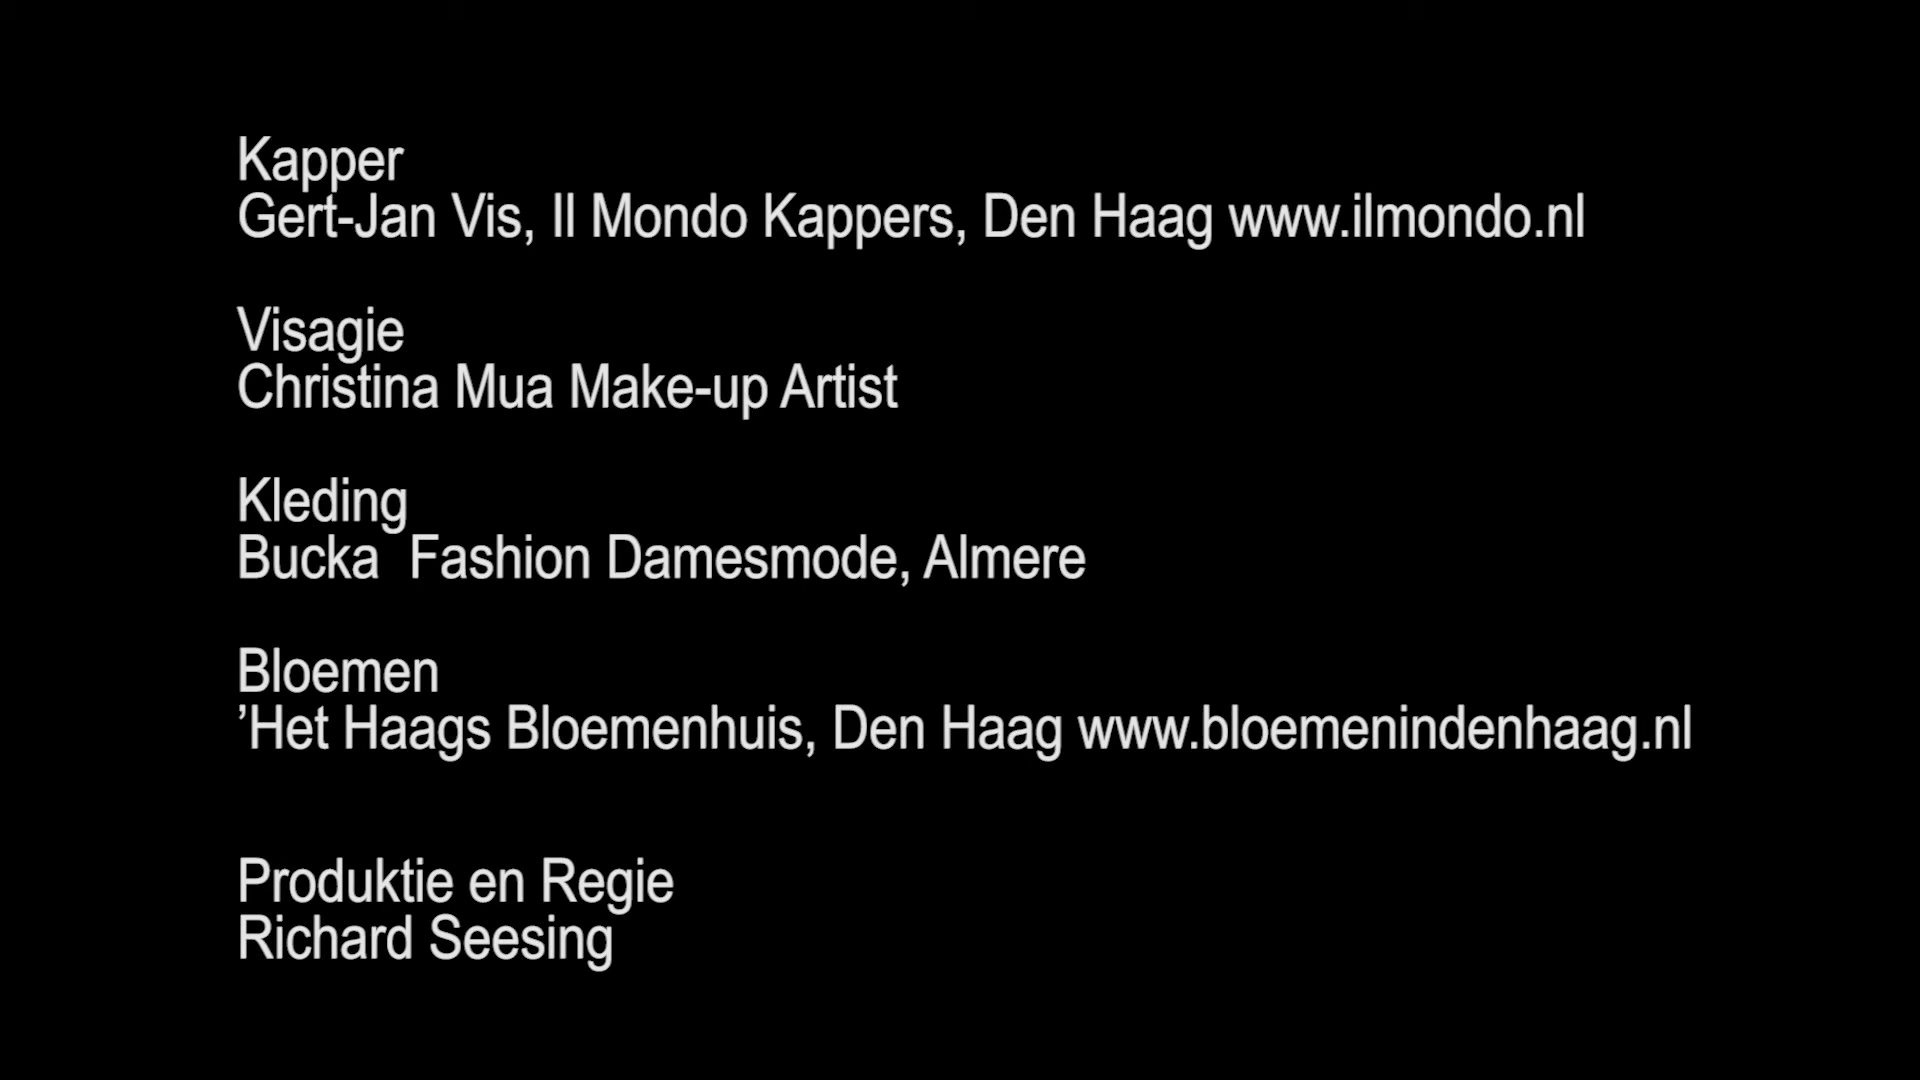 Kapper
Gert-Jan Vis, Il Mondo Kappers, Den Haag www.ilmondo.nl
Visagie
Christina Mua Make-up Artist
Kleding
Bucka  Fashion Damesmode, Almere
Bloemen
’Het Haags Bloemenhuis, Den Haag www.bloemenindenhaag.nl
Produktie en Regie
Richard Seesing